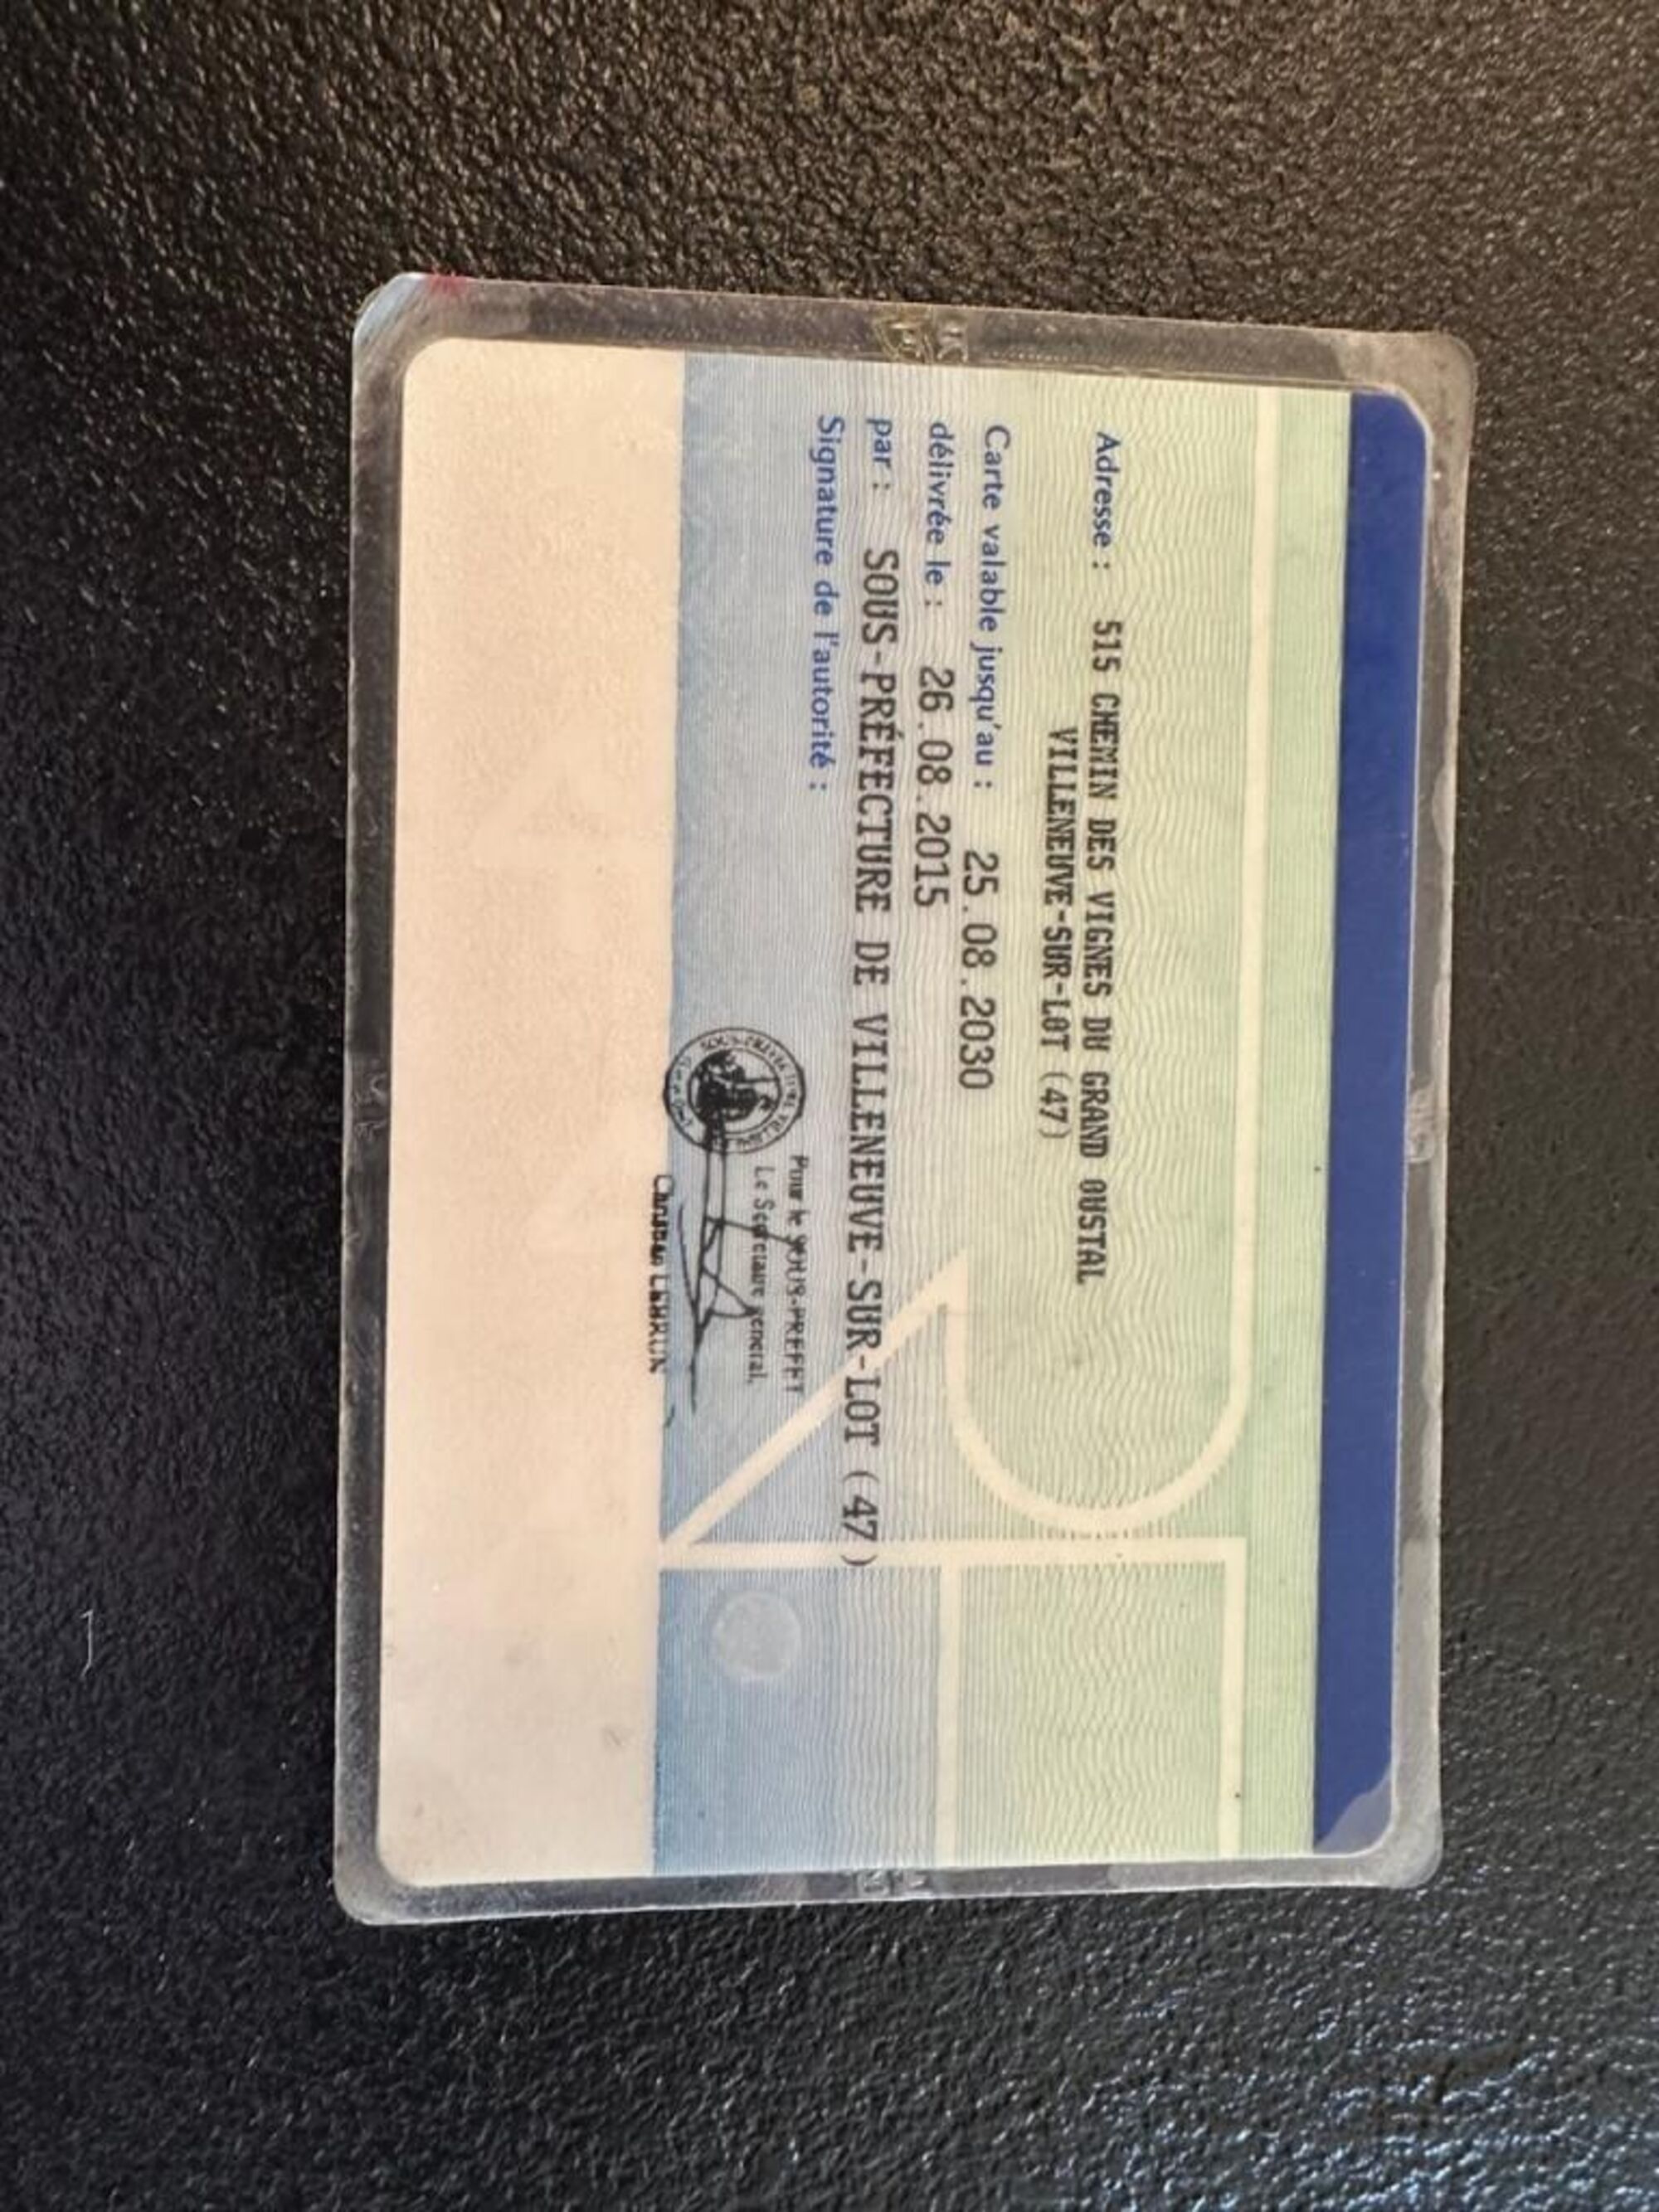 Adresse : 515 CHEMIN DES VIGNES DU GRAND OUSTAL
VILLENEUVE-SUR-LOT (47)
Carte valable jusqu'au : 25.08.2030
délivrée le : 26.08.2015
par : SOUS-PRÉFECTURE DE VILLENEUVE-SUR-LOT (47)
Signature de l'autorité :
Pour le SOUS-PREFET
Le Secrétaire général,